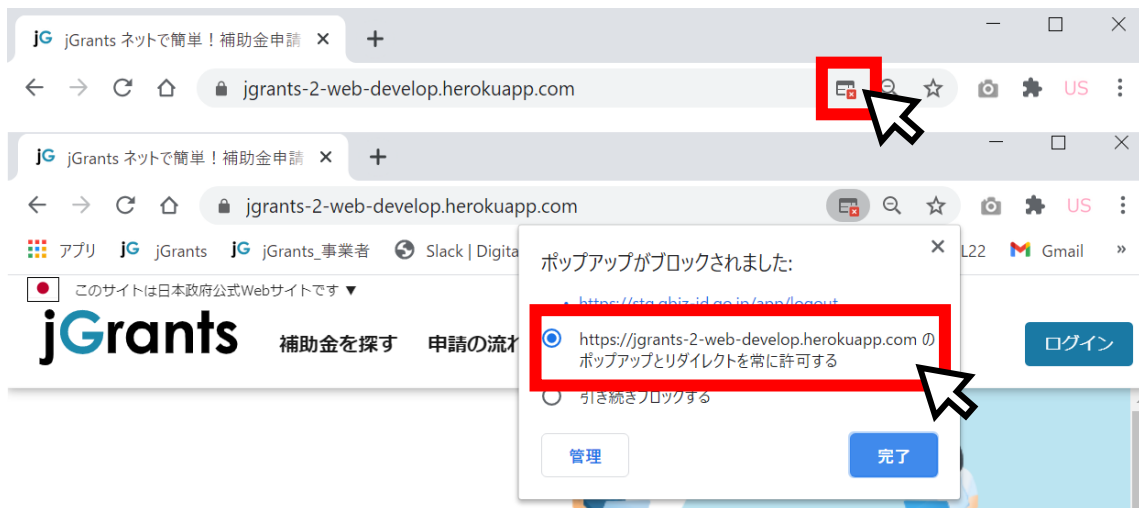 jG jGrants ネットで簡単！補助金申請
jgrants-2-web-develop.herokuapp.com
US
jG jGrants ネットで簡単！補助金申請
jgrants-2-web-develop.herokuapp.com
US
アプリ jG jGrants jG jGrants_事業者 Slack | Digita L22 Gmail »
このサイトは日本政府公式Webサイトです ▼
jGrants 補助金を探す 申請の流れ ログイン
ポップアップがブロックされました:
https://stg.gbiz-id.go.jp/app/logout
https://jgrants-2-web-develop.herokuapp.com の
ポップアップとリダイレクトを常に許可する
引き続きブロックする
管理 完了